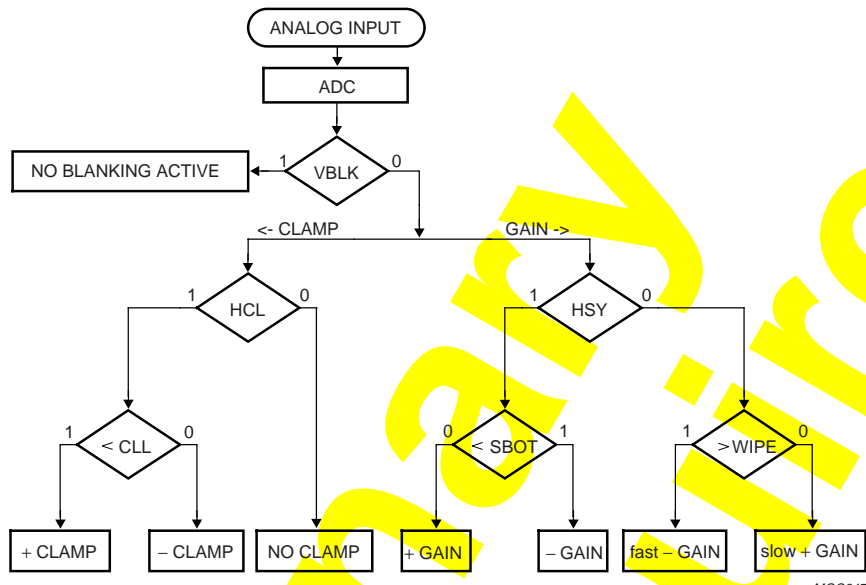 ANALOG INPUT
ADC
1 VBLK 0
NO BLANKING ACTIVE
<- CLAMP GAIN ->
1 HCL 0 1 HSY 0
1 < CLL 0 0 < SBOT 1 1 > WIPE 0
+ CLAMP − CLAMP NO CLAMP + GAIN − GAIN fast − GAIN slow + GAIN